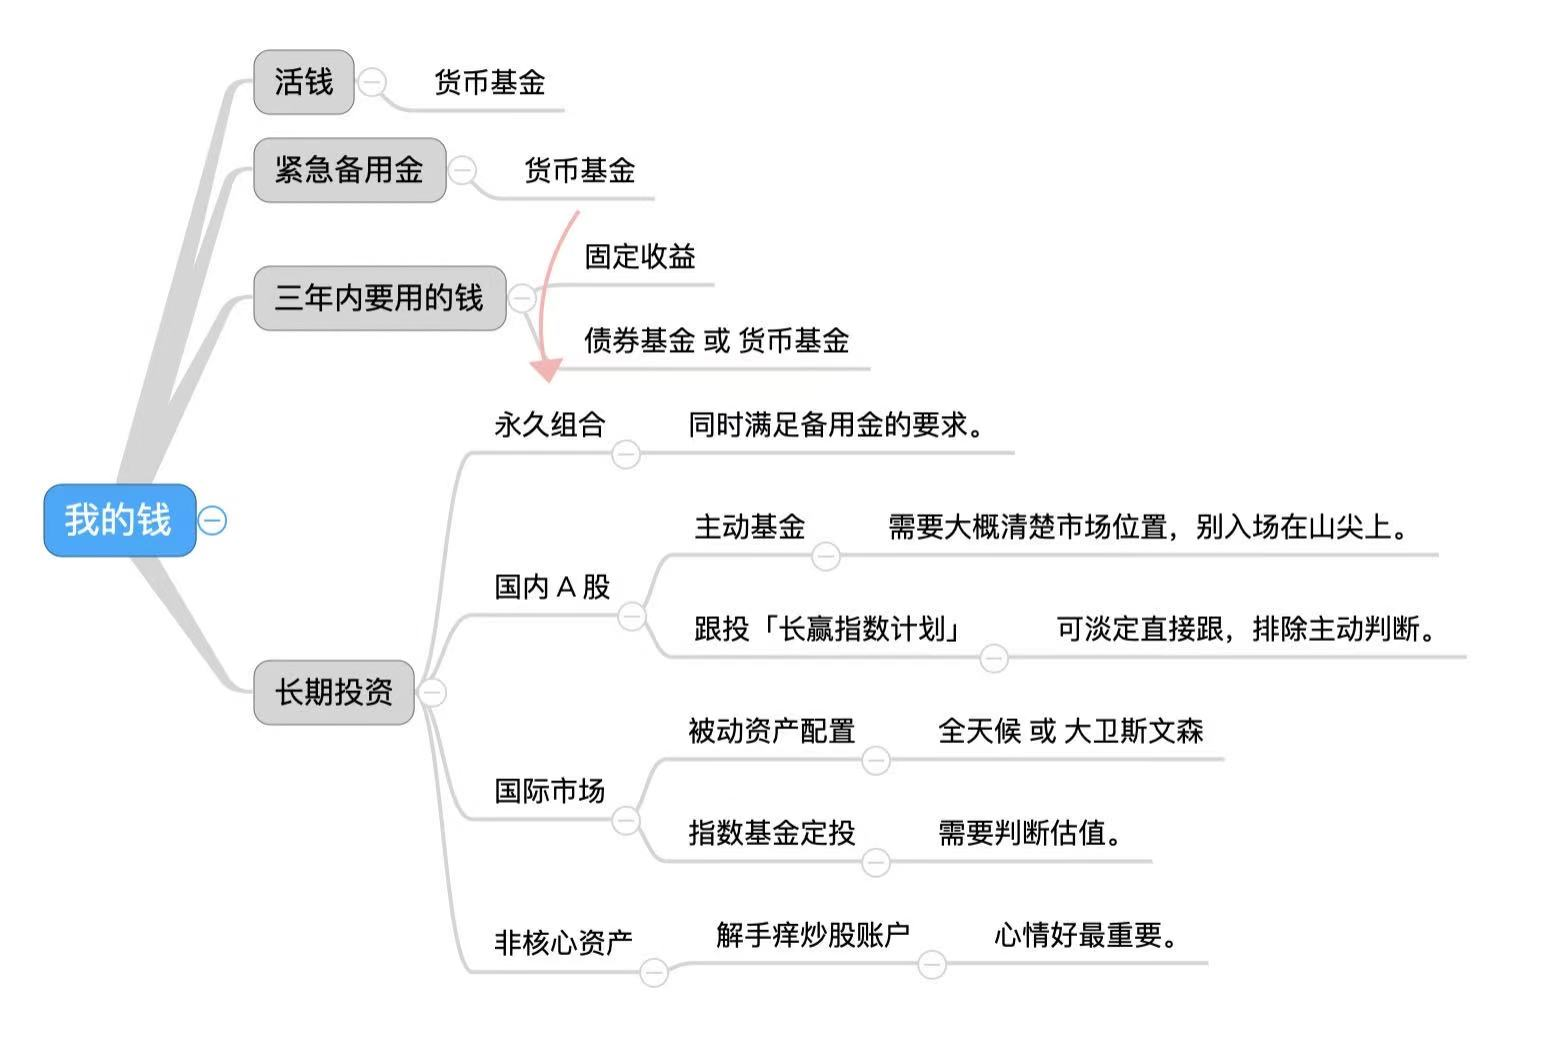 活钱
货币基金
紧急备用金
货币基金
三年内要用的钱
固定收益
债券基金 或 货币基金
我的钱
长期投资
永久组合
同时满足备用金的要求。
国内 A 股
主动基金
需要大概清楚市场位置，别入场在山尖上。
跟投「长赢指数计划」
可淡定直接跟，排除主动判断。
国际市场
被动资产配置
全天候 或 大卫斯文森
指数基金定投
需要判断估值。
非核心资产
解手痒炒股账户
心情好最重要。